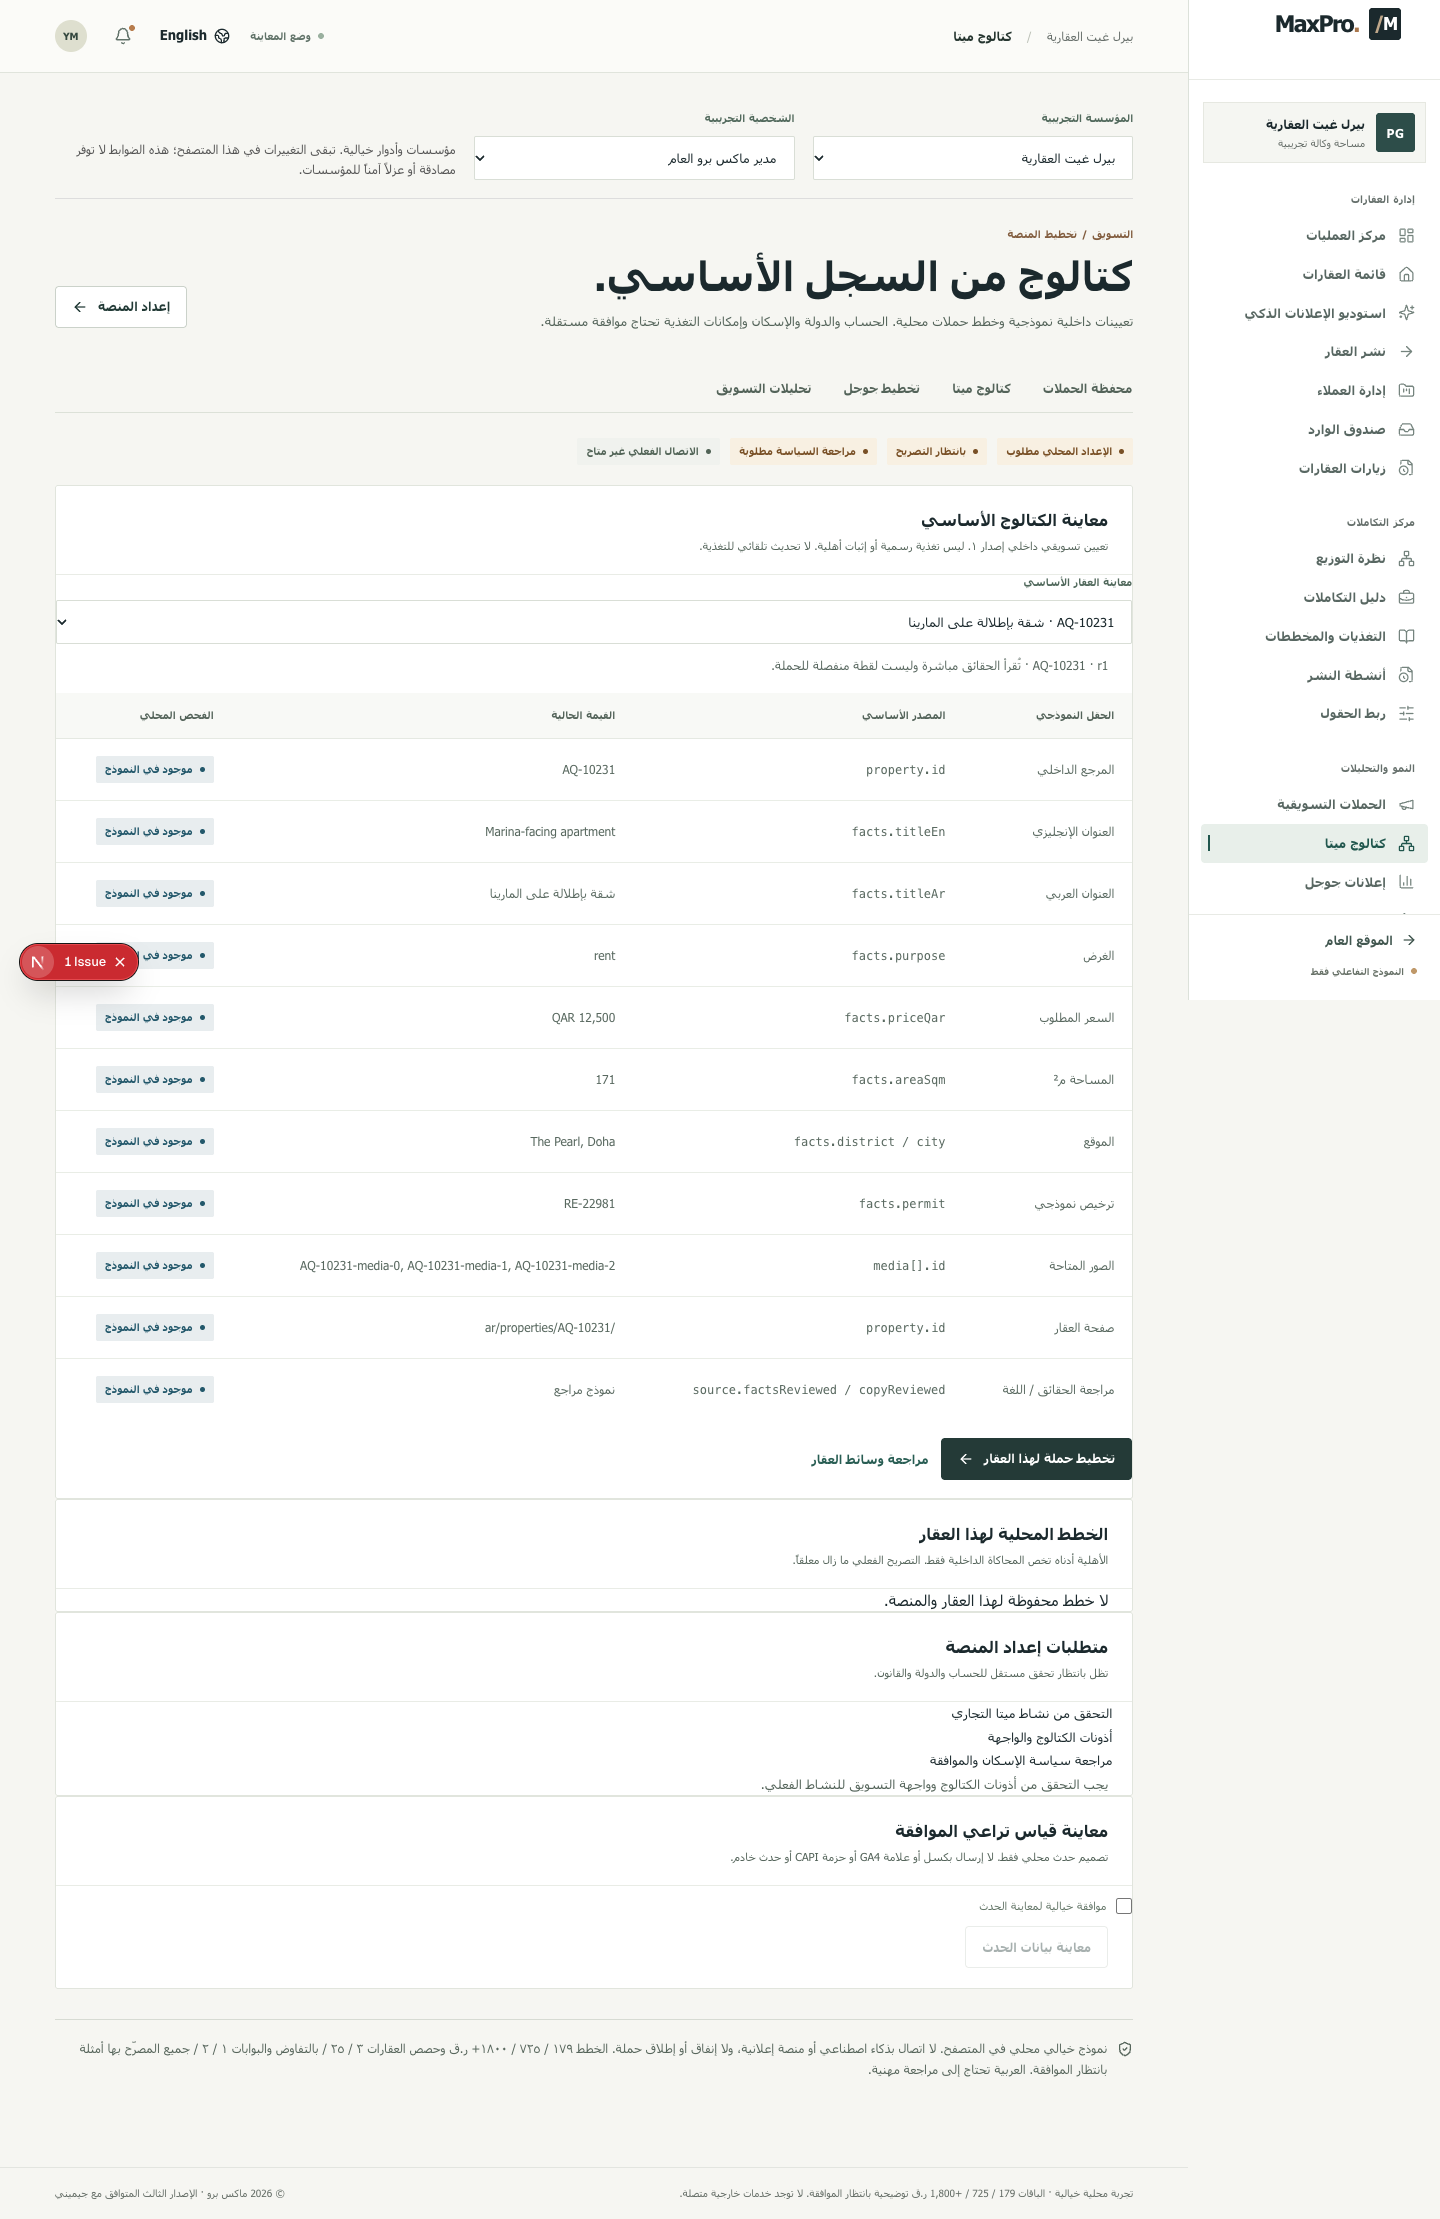 MaxPro.
/M
بيرل غيت العقارية / كتالوج ميتا
وضع المعاينة
English
YM
PG
بيرل غيت العقارية
مساحة وكالة تجريبية
إدارة العقارات
مركز العمليات
قائمة العقارات
استوديو الإعلانات الذكي
نشر العقار
إدارة العملاء
صندوق الوارد
زيارات العقارات
مركز التكاملات
نظرة التوزيع
دليل التكاملات
التغذيات والمخططات
أنشطة النشر
ربط الحقول
النمو والتحليلات
الحملات التسويقية
كتالوج ميتا
إعلانات جوجل
الموقع العام
النموذج التفاعلي فقط
المؤسسة التجريبية
بيرل غيت العقارية
الشخصية التجريبية
مدير ماكس برو العام
مؤسسات وأدوار خيالية. تبقى التغييرات في هذا المتصفح؛ هذه الضوابط لا توفر
مصادقة أو عزلاً آمناً للمؤسسات.
التسويق / تخطيط المنصة
كتالوج من السجل الأساسي.
تعيينات داخلية نموذجية وخطط حملات محلية. الحساب والدولة والإسكان وإمكانات التغذية تحتاج موافقة مستقلة.
إعداد المنصة
محفظة الحملات
كتالوج ميتا
تخطيط جوجل
تحليلات التسويق
الإعداد المحلي مطلوب
بانتظار التصريح
مراجعة السياسة مطلوبة
الاتصال الفعلي غير متاح
معاينة الكتالوج الأساسي
تعيين تسويقي داخلي إصدار ١. ليس تغذية رسمية أو إثبات أهلية. لا تحديث تلقائي للتغذية.
معاينة العقار الأساسي
AQ-10231 · شقة بإطلالة على المارينا
AQ-10231 · r1 · تُقرأ الحقائق مباشرة وليست لقطة منفصلة للحملة.
الحقل النموذجي المصدر الأساسي القيمة الحالية الفحص المحلي
المرجع الداخلي property.id AQ-10231 موجود في النموذج
العنوان الإنجليزي facts.titleEn Marina-facing apartment موجود في النموذج
العنوان العربي facts.titleAr شقة بإطلالة على المارينا موجود في النموذج
الغرض facts.purpose rent موجود في
1 Issue
السعر المطلوب facts.priceQar QAR 12,500 موجود في النموذج
المساحة م² facts.areaSqm 171 موجود في النموذج
الموقع facts.district / city The Pearl, Doha موجود في النموذج
ترخيص نموذجي facts.permit RE-22981 موجود في النموذج
الصور المتاحة media[].id AQ-10231-media-0, AQ-10231-media-1, AQ-10231-media-2 موجود في النموذج
صفحة العقار property.id ar/properties/AQ-10231/ موجود في النموذج
مراجعة الحقائق / اللغة source.factsReviewed / copyReviewed نموذج مراجع موجود في النموذج
تخطيط حملة لهذا العقار
مراجعة وسائط العقار
الخطط المحلية لهذا العقار
الأهلية أدناه تخص المحاكاة الداخلية فقط. التصريح الفعلي ما زال معلقاً.
لا خطط محفوظة لهذا العقار والمنصة.
متطلبات إعداد المنصة
تظل بانتظار تحقق مستقل للحساب والدولة والقانون.
التحقق من نشاط ميتا التجاري
أذونات الكتالوج والواجهة
مراجعة سياسة الإسكان والموافقة
يجب التحقق من أذونات الكتالوج وواجهة التسويق للنشاط الفعلي.
معاينة قياس تراعي الموافقة
تصميم حدث محلي فقط. لا إرسال بكسل أو علامة GA4 أو حزمة CAPI أو حدث خادم.
موافقة خيالية لمعاينة الحدث
معاينة بيانات الحدث
نموذج خيالي محلي في المتصفح. لا اتصال بذكاء اصطناعي أو منصة إعلانية، ولا إنفاق أو إطلاق حملة. الخطط ١٧٩ / ٧٢٥ / ١٨٠٠+ ر.ق وحصص العقارات ٣ / ٢٥ / بالتفاوض والبوابات ١ / ٢ / جميع المصرّح بها أمثلة
بانتظار الموافقة. العربية تحتاج إلى مراجعة مهنية.
تجربة محلية خيالية · الباقات 179 / 725 / +1,800 ر.ق توضيحية بانتظار الموافقة. لا توجد خدمات خارجية متصلة.
© 2026 ماكس برو · الإصدار الثالث المتوافق مع جيميني